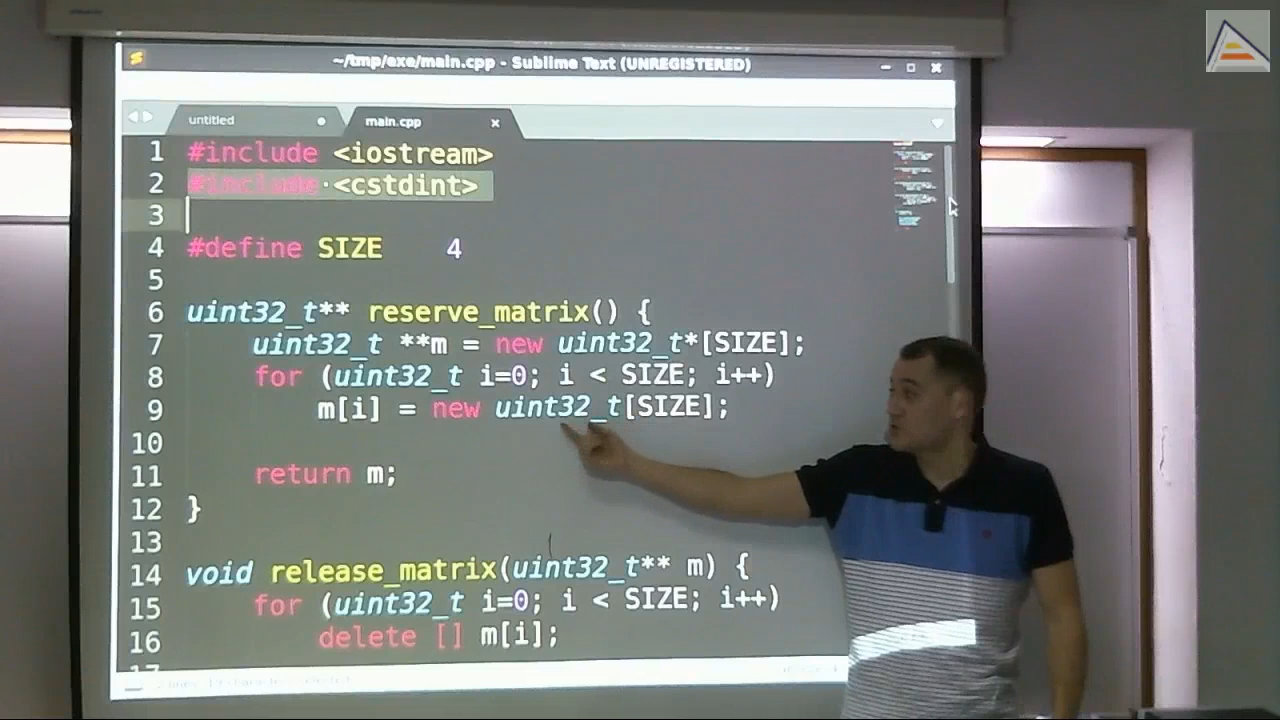 ~/tmp/exe/main.cpp - Sublime Text (UNREGISTERED)
untitled
main.cpp
1 #include <iostream>
2 #include <cstdint>
3
4 #define SIZE 4
5
6 uint32_t** reserve_matrix() {
7 uint32_t **m = new uint32_t*[SIZE];
8 for (uint32_t i=0; i < SIZE; i++)
9 m[i] = new uint32_t[SIZE];
10
11 return m;
12 }
13
14 void release_matrix(uint32_t** m) {
15 for (uint32_t i=0; i < SIZE; i++)
16 delete [] m[i];
17